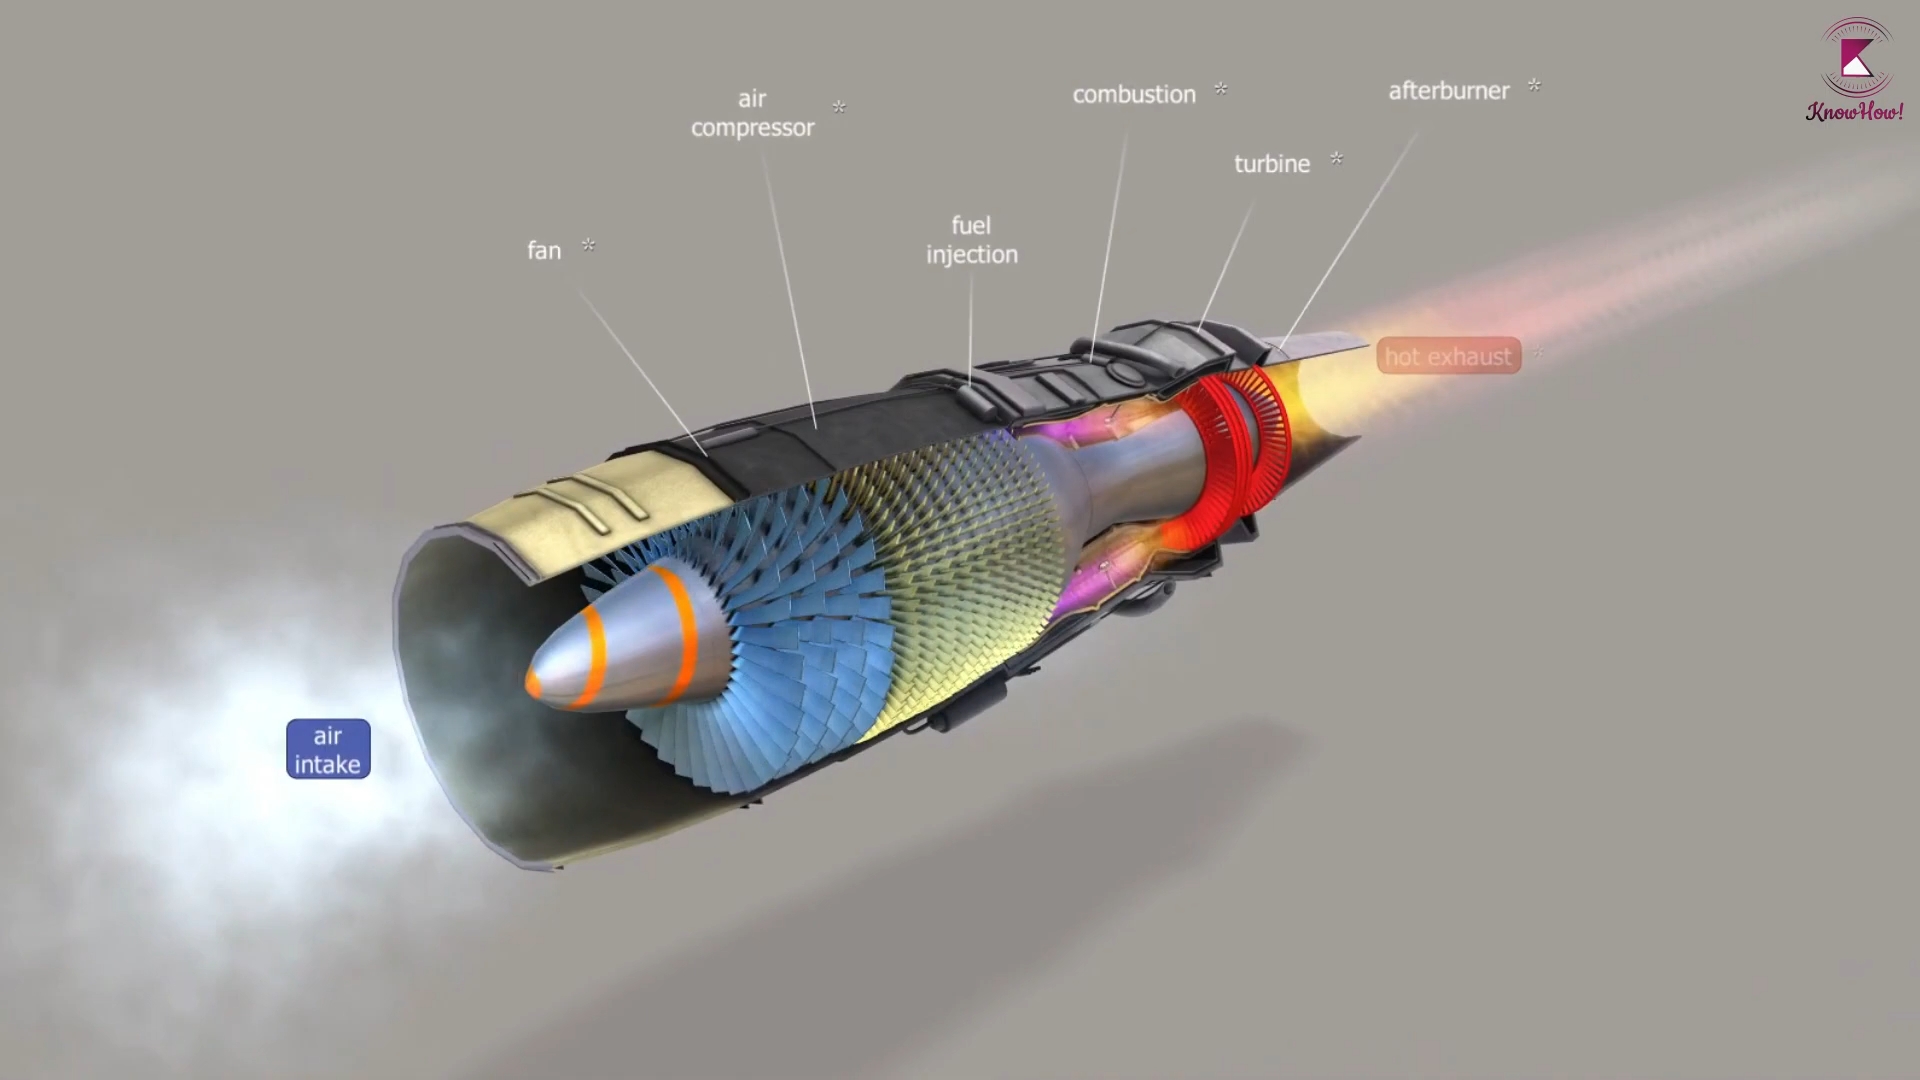 KnowHow!
air
compressor *
combustion *
afterburner *
turbine *
fan *
fuel
injection
hot exhaust *
air
intake